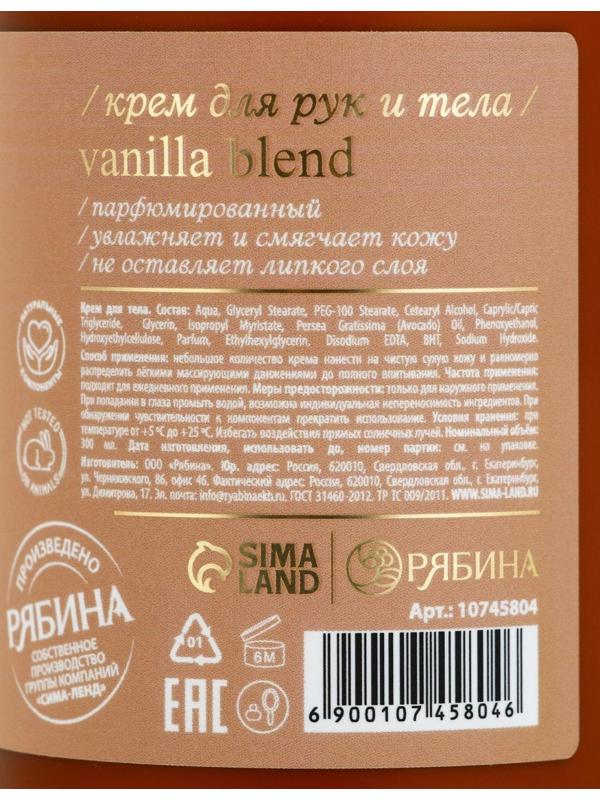 /крем для рук и тела/
vanilla blend
/парфюмированный
/увлажняет и смягчает кожу
/не оставляет липкого слоя
Крем для тела. Состав: Aqua, Glyceryl Stearate, PEG-100 Stearate, Cetearyl Alcohol, Caprylic/Capric
Triglyceride, Glycerin, Isopropyl Myristate, Persea Gratissima (Avocado) Oil, Phenoxyethanol,
Hydroxyethylcellulose, Parfum, Ethylhexylglycerin, Disodium EDTA, BHT, Sodium Hydroxide.
Способ применения: небольшое количество крема нанести на чистую сухую кожу и равномерно
распределить лёгкими массирующими движениями до полного впитывания. Частота применения:
подходит для ежедневного применения. Меры предосторожности: только для наружного применения.
При попадании в глаза промыть водой, возможна индивидуальная непереносимость ингредиентов. При
обнаружении чувствительности к компонентам прекратить использование. Условия хранения: при
температуре от +5 °C до +25 °C. Избегать воздействия прямых солнечных лучей. Номинальный объём:
300 мл. Дата изготовления, использовать до, номер партии: см. на упаковке.
Изготовитель: ООО «Рябина». Юр. адрес: Россия, 620010, Свердловская обл., г. Екатеринбург,
ул. Черняховского, 86, офис 46. Фактический адрес: Россия, 620010, Свердловская обл., г. Екатеринбург,
ул. Димитрова, 17. Эл. почта: info@ryabinaekb.ru. ГОСТ 31460-2012. ТР ТС 009/2011. WWW.SIMA-LAND.RU
НАТУРАЛЬНЫЕ
КОМПОНЕНТЫ
NOT TESTED
ON ANIMALS
ПРОИЗВЕДЕНО
РЯБИНА
СОБСТВЕННОЕ
ПРОИЗВОДСТВО
ГРУППЫ КОМПАНИЙ
«СИМА-ЛЕНД»
SIMA
LAND
РЯБИНА
Арт.: 10745804
01
6М
ЕАС
6 900107 458046